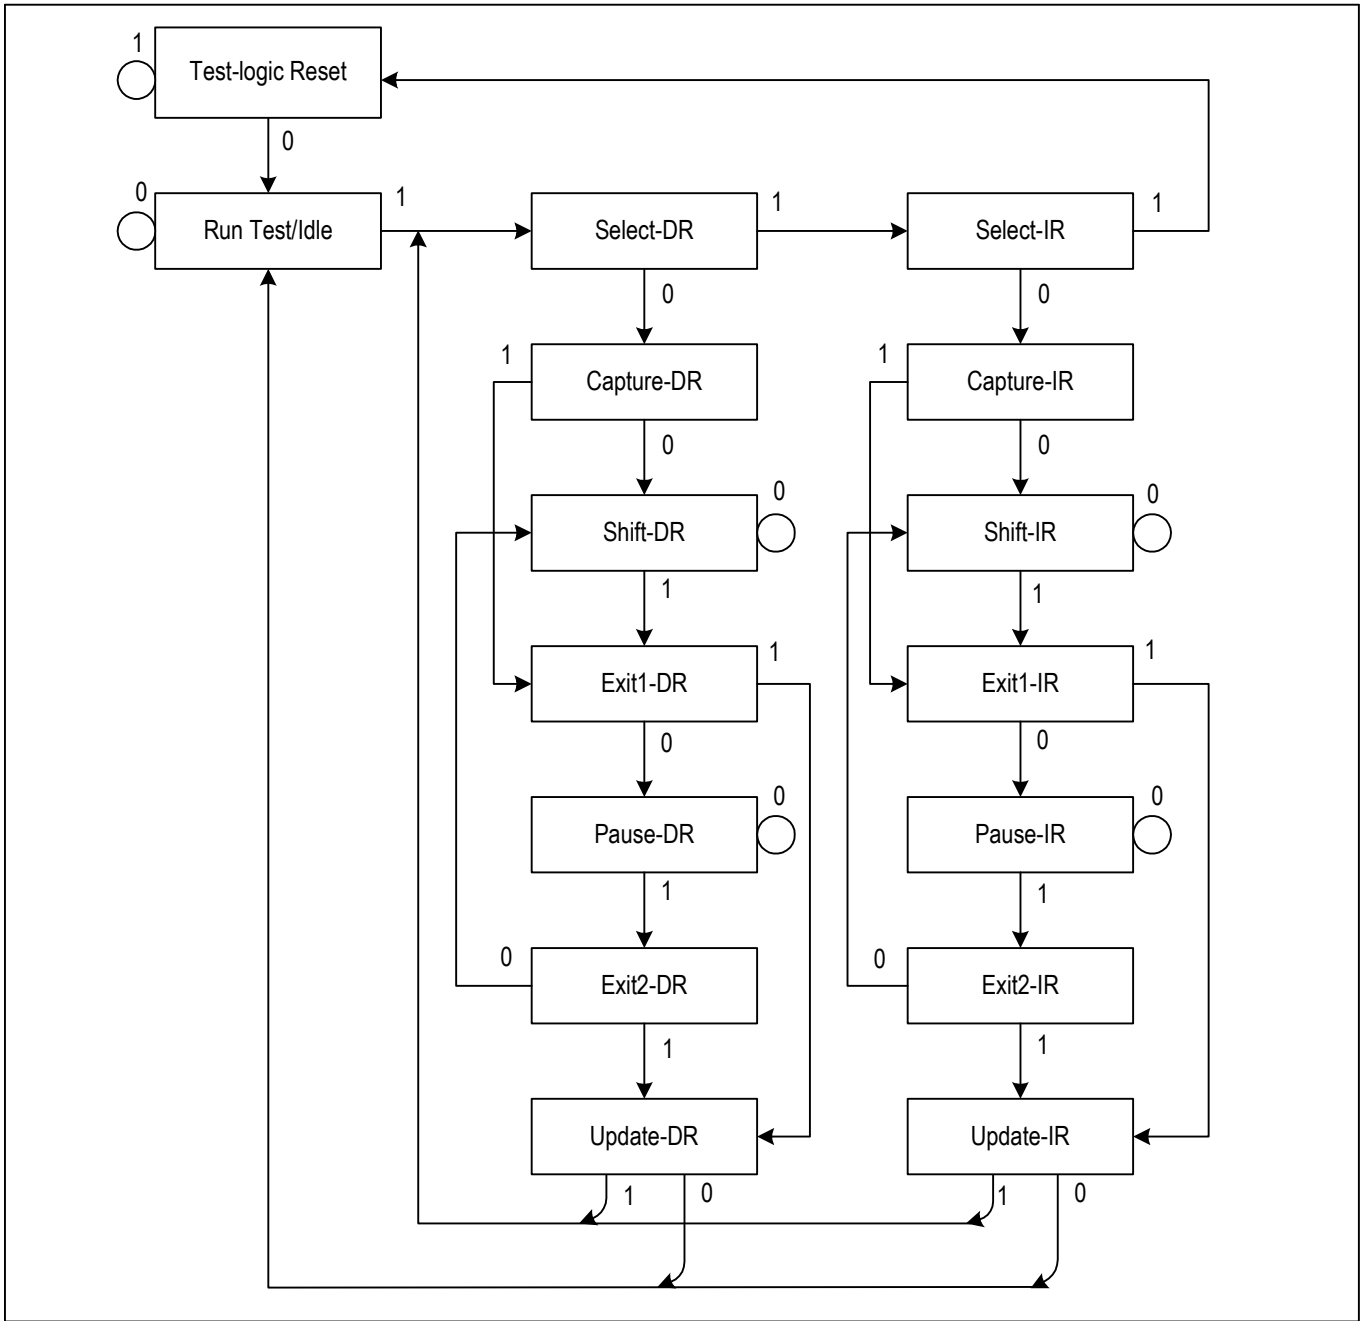 1
Test-logic Reset
0
0
Run Test/Idle
1
Select-DR
1
Select-IR
1
0
0
1
Capture-DR
1
Capture-IR
0
0
Shift-DR
0
Shift-IR
0
1
1
Exit1-DR
1
Exit1-IR
1
0
0
Pause-DR
0
Pause-IR
0
1
1
0
Exit2-DR
0
Exit2-IR
1
1
Update-DR
Update-IR
1
0
1
0